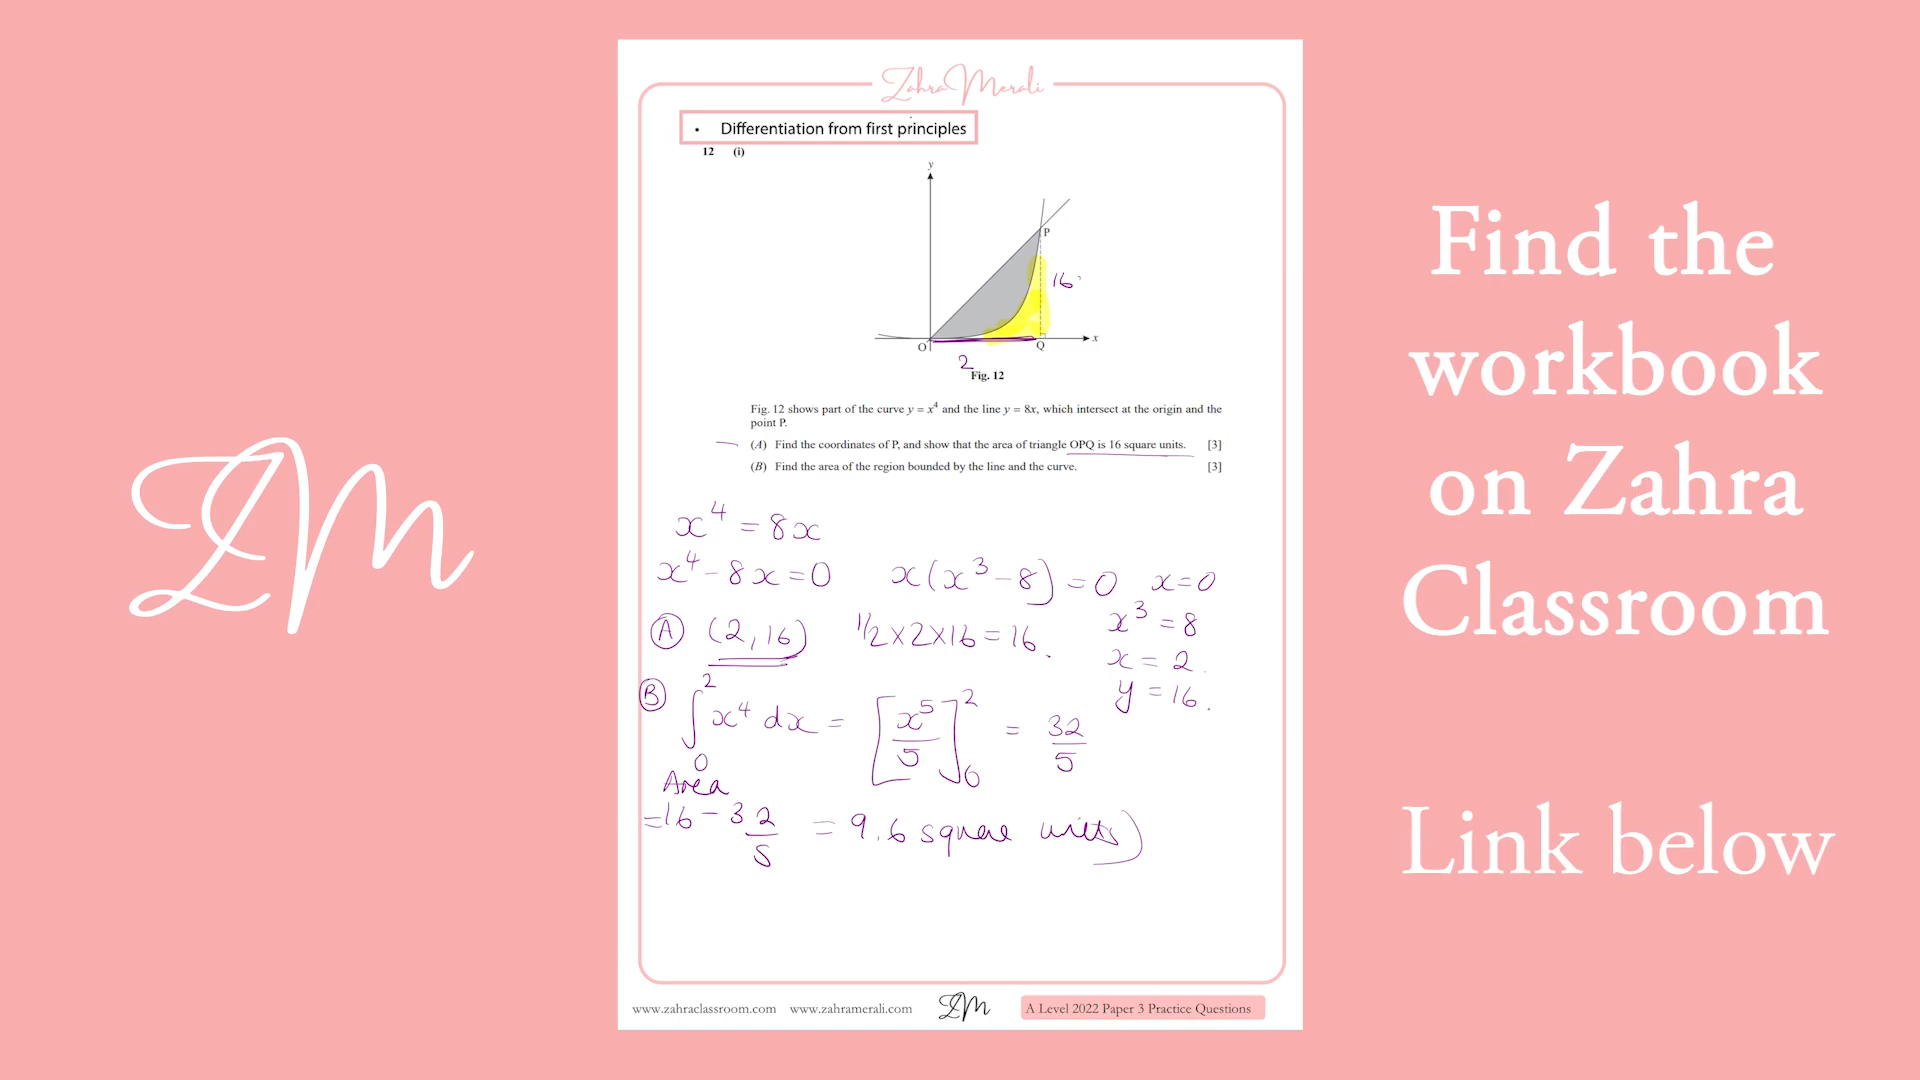 Zahra Merali
• Differentiation from first principles
12 (i)
y
P
16
O
Q
x
2
Fig. 12
Fig. 12 shows part of the curve y = x⁴ and the line y = 8x, which intersect at the origin and the
point P.
(A) Find the coordinates of P, and show that the area of triangle OPQ is 16 square units. [3]
(B) Find the area of the region bounded by the line and the curve. [3]
x⁴ = 8x
x⁴ - 8x = 0 x(x³ - 8) = 0 x = 0
x³ = 8
(A) (2, 16) 1/2 × 2 × 16 = 16
x = 2
y = 16.
(B) ∫₀² x⁴ dx = [x⁵/5]₀² = 32/5
Area
= 16 - 32/5 = 9.6 square units
www.zahraclassroom.com www.zahramerali.com ZM A Level 2022 Paper 3 Practice Questions
ZM
Find the
workbook
on Zahra
Classroom
Link below